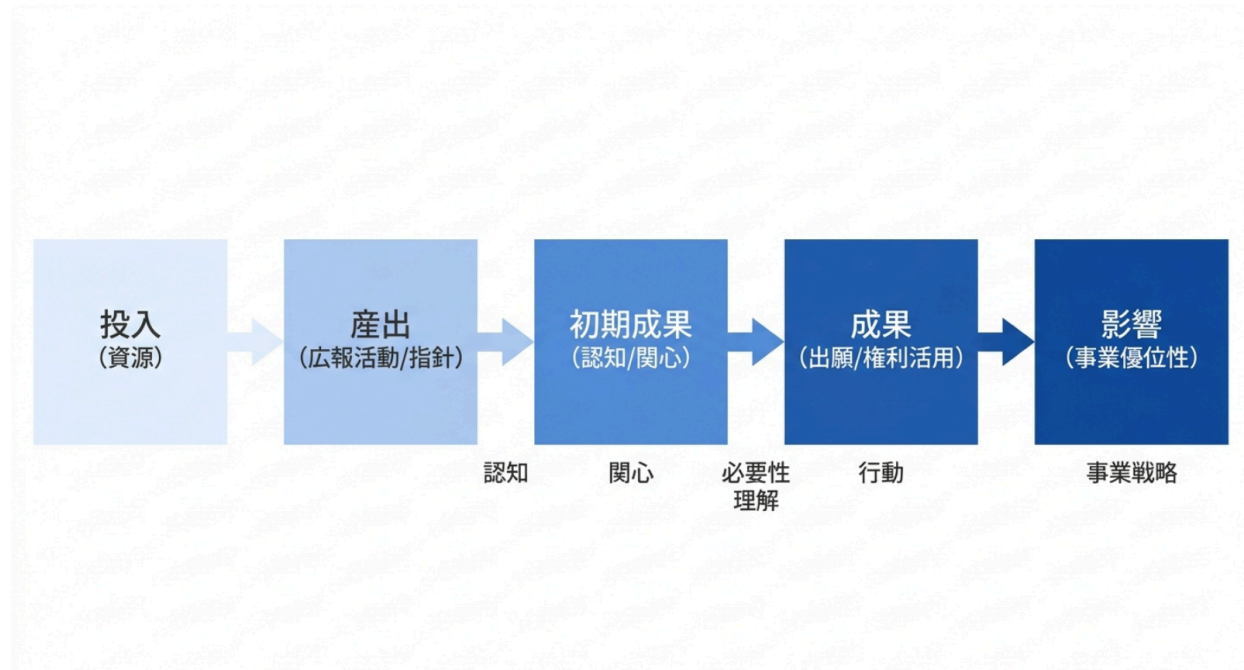 投入
（資源）
産出
（広報活動/指針）
初期成果
（認知/関心）
成果
（出願/権利活用）
影響
（事業優位性）
認知
関心
必要性
理解
行動
事業戦略